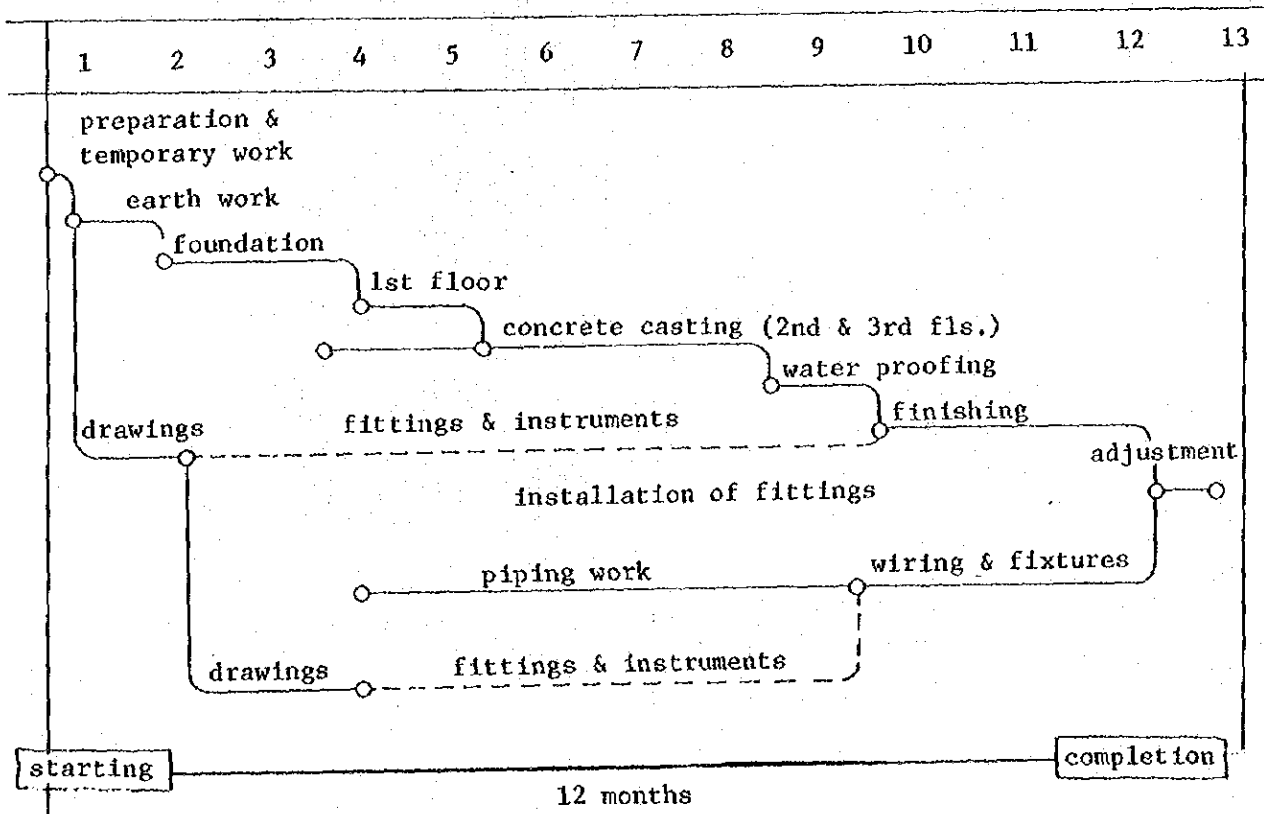 1 2 3 4 5 6 7 8 9 10 11 12 13
preparation &
temporary work
earth work
foundation
1st floor
concrete casting (2nd & 3rd fls.)
water proofing
drawings fittings & instruments finishing
adjustment
installation of fittings
piping work wiring & fixtures
drawings fittings & instruments
starting completion
12 months